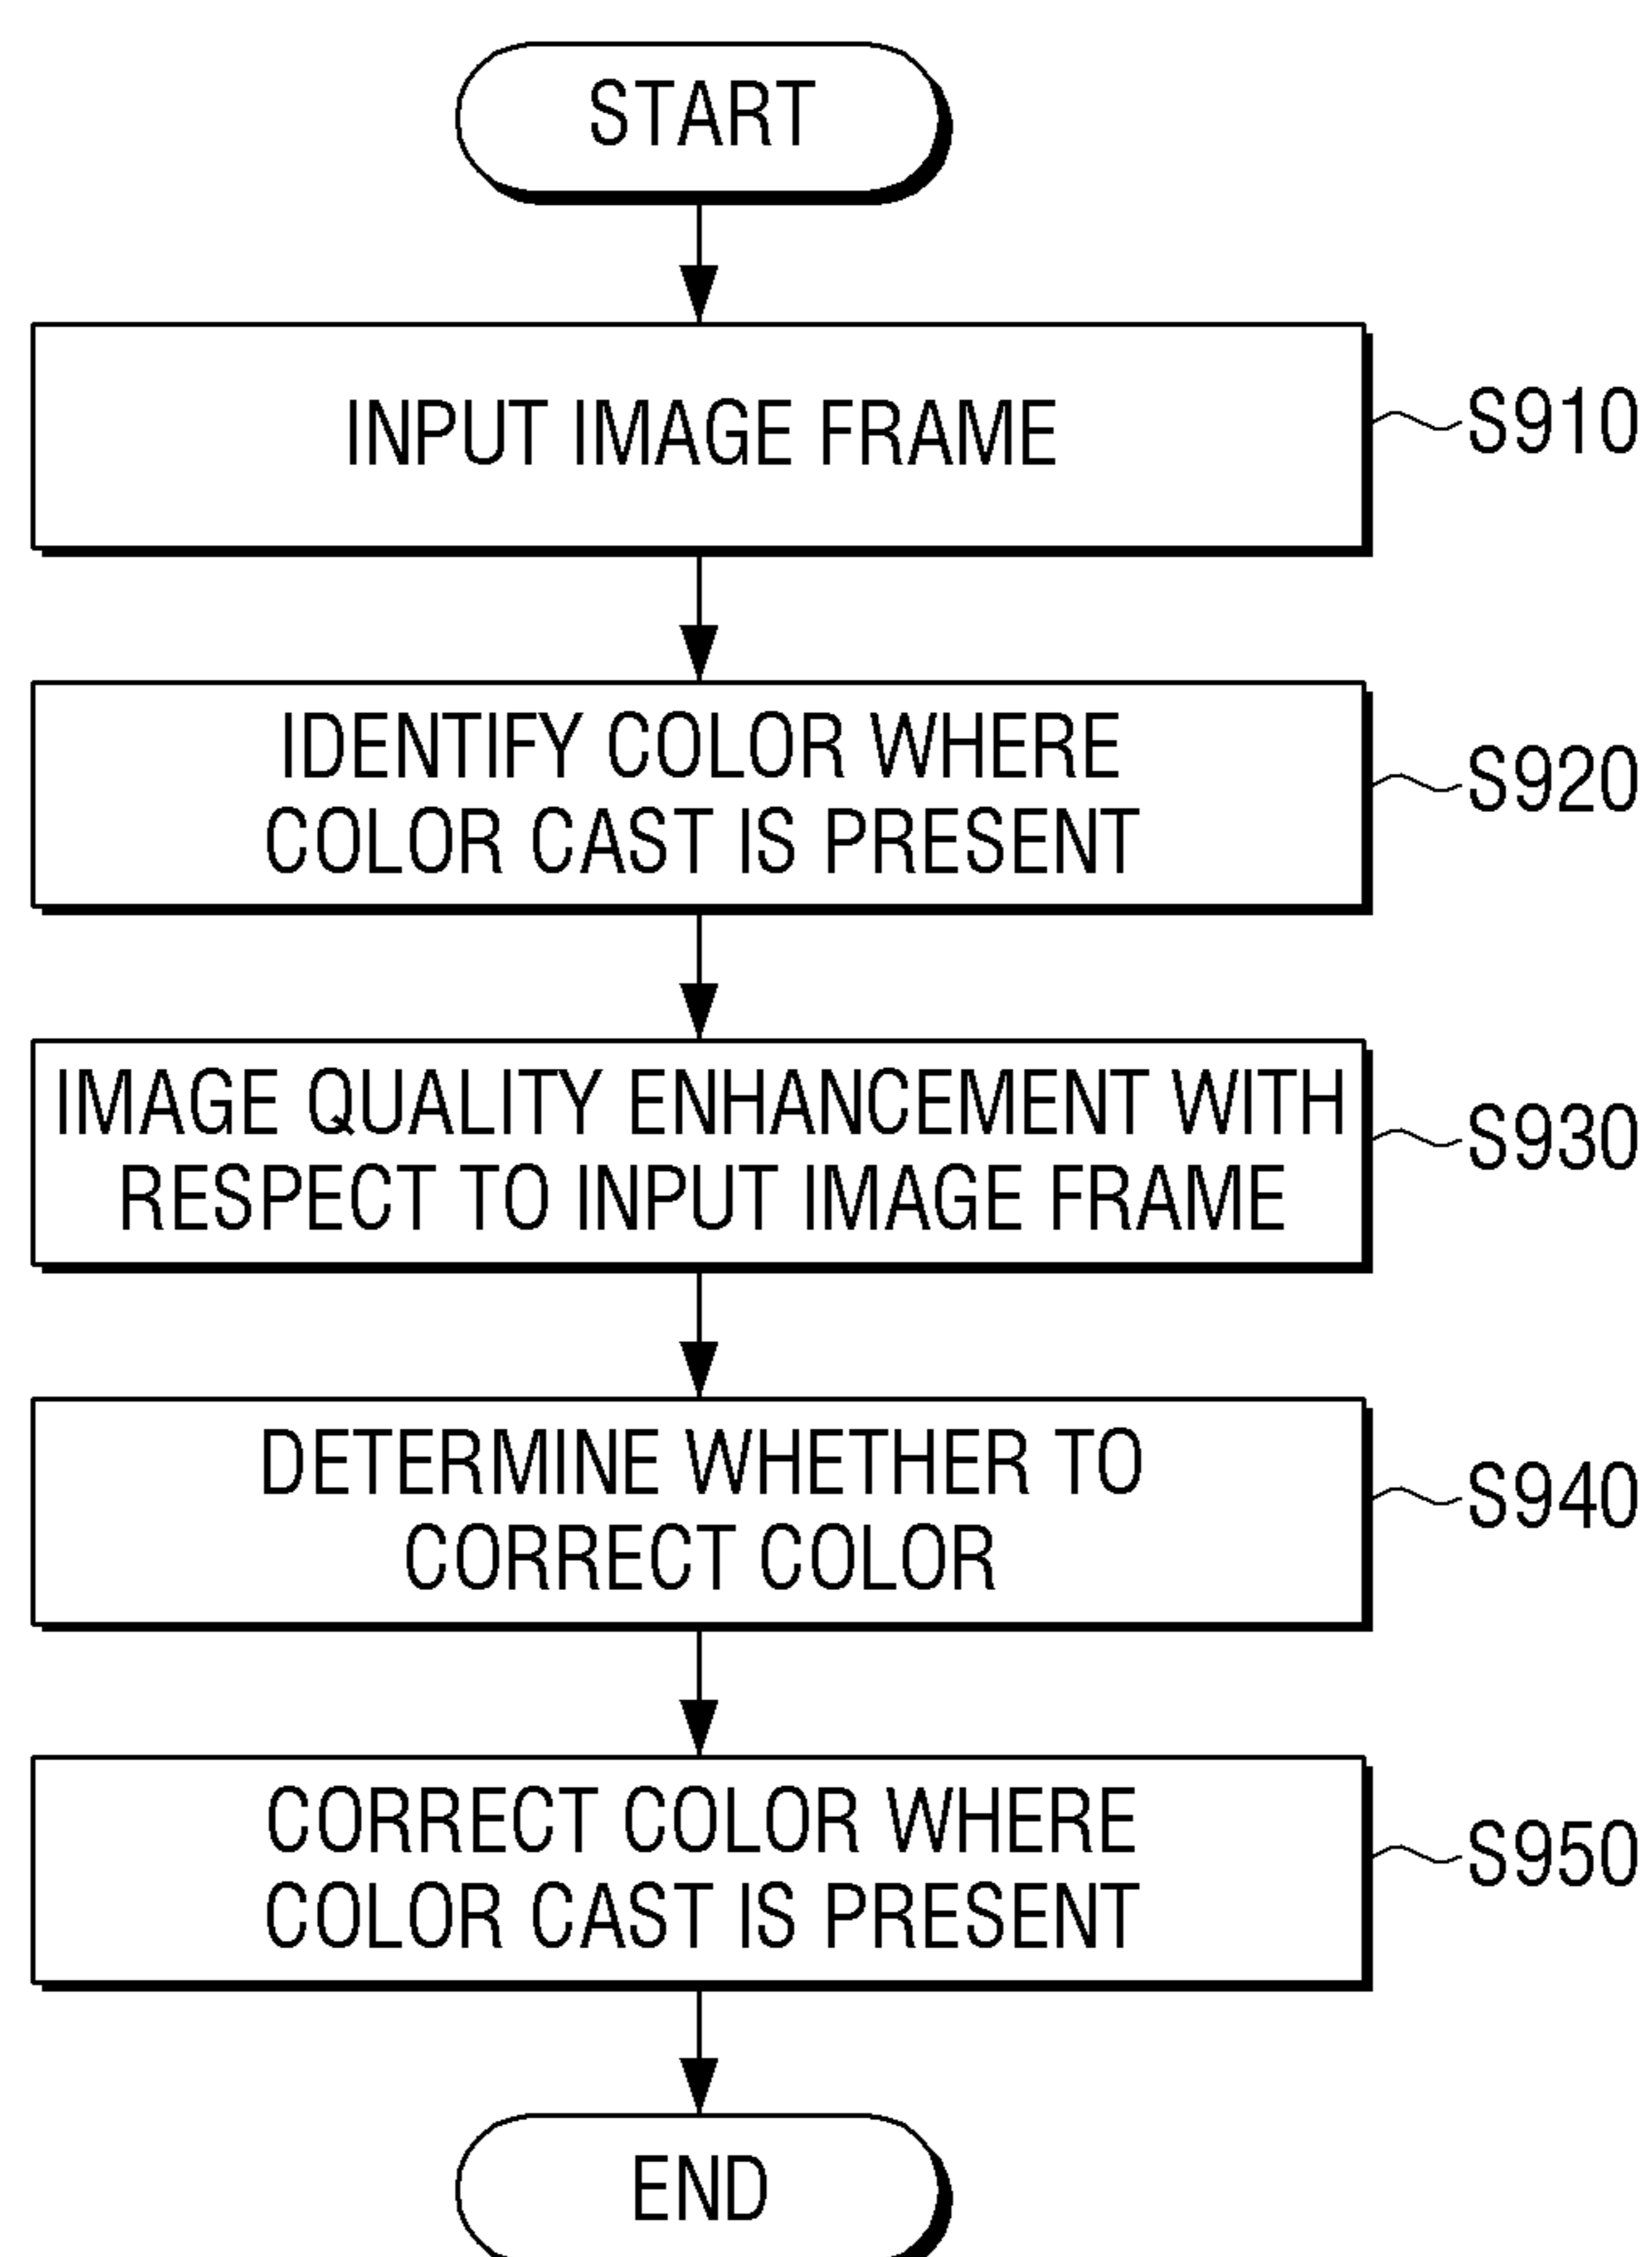 START
INPUT IMAGE FRAME
S910
IDENTIFY COLOR WHERE
COLOR CAST IS PRESENT
S920
IMAGE QUALITY ENHANCEMENT WITH
RESPECT TO INPUT IMAGE FRAME
S930
DETERMINE WHETHER TO
CORRECT COLOR
S940
CORRECT COLOR WHERE
COLOR CAST IS PRESENT
S950
END